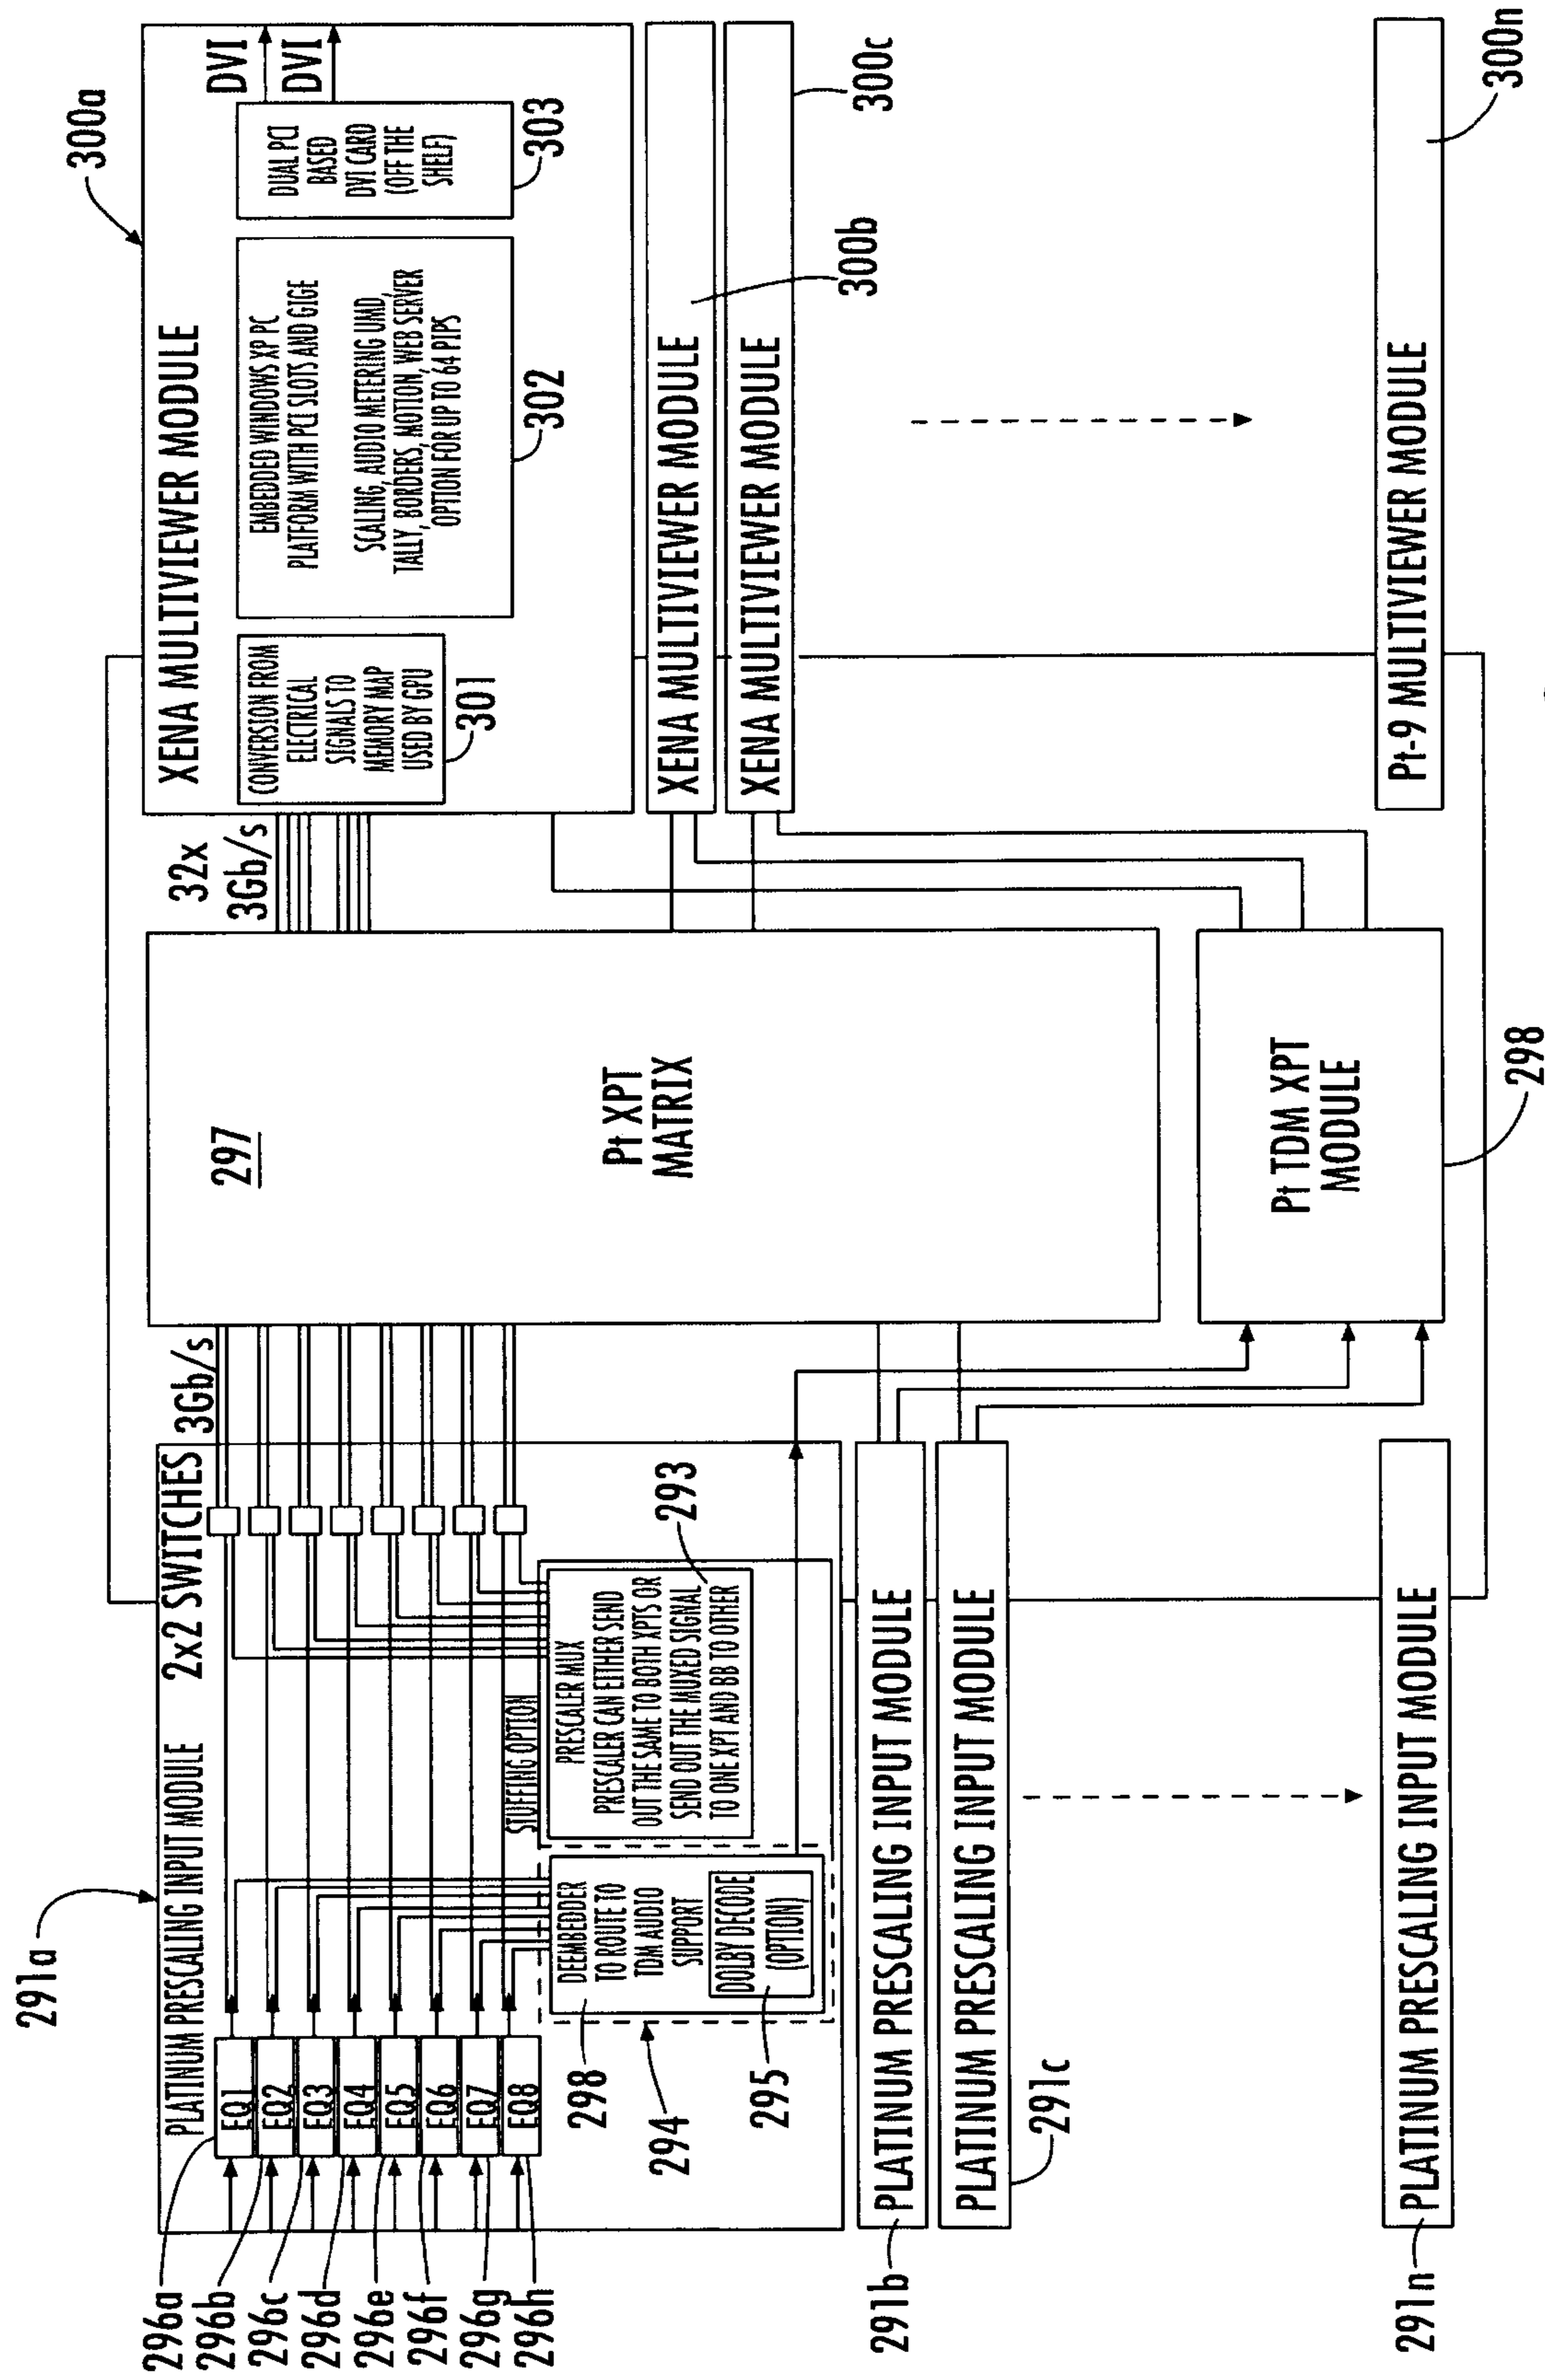 291a
PLATINUM PRESCALING INPUT MODULE
2x2 SWITCHES
3Gb/s
296a
296b
296c
296d
296e
296f
296g
296h
EQ1
EQ2
EQ3
EQ4
EQ5
EQ6
EQ7
EQ8
STUFFING OPTION
298
294
295
DEEMBEDDER
TO ROUTE TO
TDM AUDIO
SUPPORT
DOLBY DECODE
(OPTION)
PRESCALER MUX
PRESCALER CAN EITHER SEND
OUT THE SAME TO BOTH XPTS OR
SEND OUT THE MUXED SIGNAL
TO ONE XPT AND BB TO OTHER
293
291b
PLATINUM PRESCALING INPUT MODULE
PLATINUM PRESCALING INPUT MODULE
291c
291n
PLATINUM PRESCALING INPUT MODULE
297
Pt XPT
MATRIX
Pt TDM XPT
MODULE
298
32x
3Gb/s
300a
XENA MULTIVIEWER MODULE
CONVERSION FROM
ELECTRICAL
SIGNALS TO
MEMORY MAP
USED BY GPU
301
EMBEDDED WINDOWS XP PC
PLATFORM WITH PCI SLOTS AND GIGE
SCALING, AUDIO METERING UMD,
TALLY, BORDERS, MOTION, WEB SERVER
OPTION FOR UP TO 64 PIPS
302
DUAL PCI
BASED
DVI CARD
(OFF THE
SHELF)
303
DVI
DVI
XENA MULTIVIEWER MODULE
300b
XENA MULTIVIEWER MODULE
300c
Pt-9 MULTIVIEWER MODULE
300n